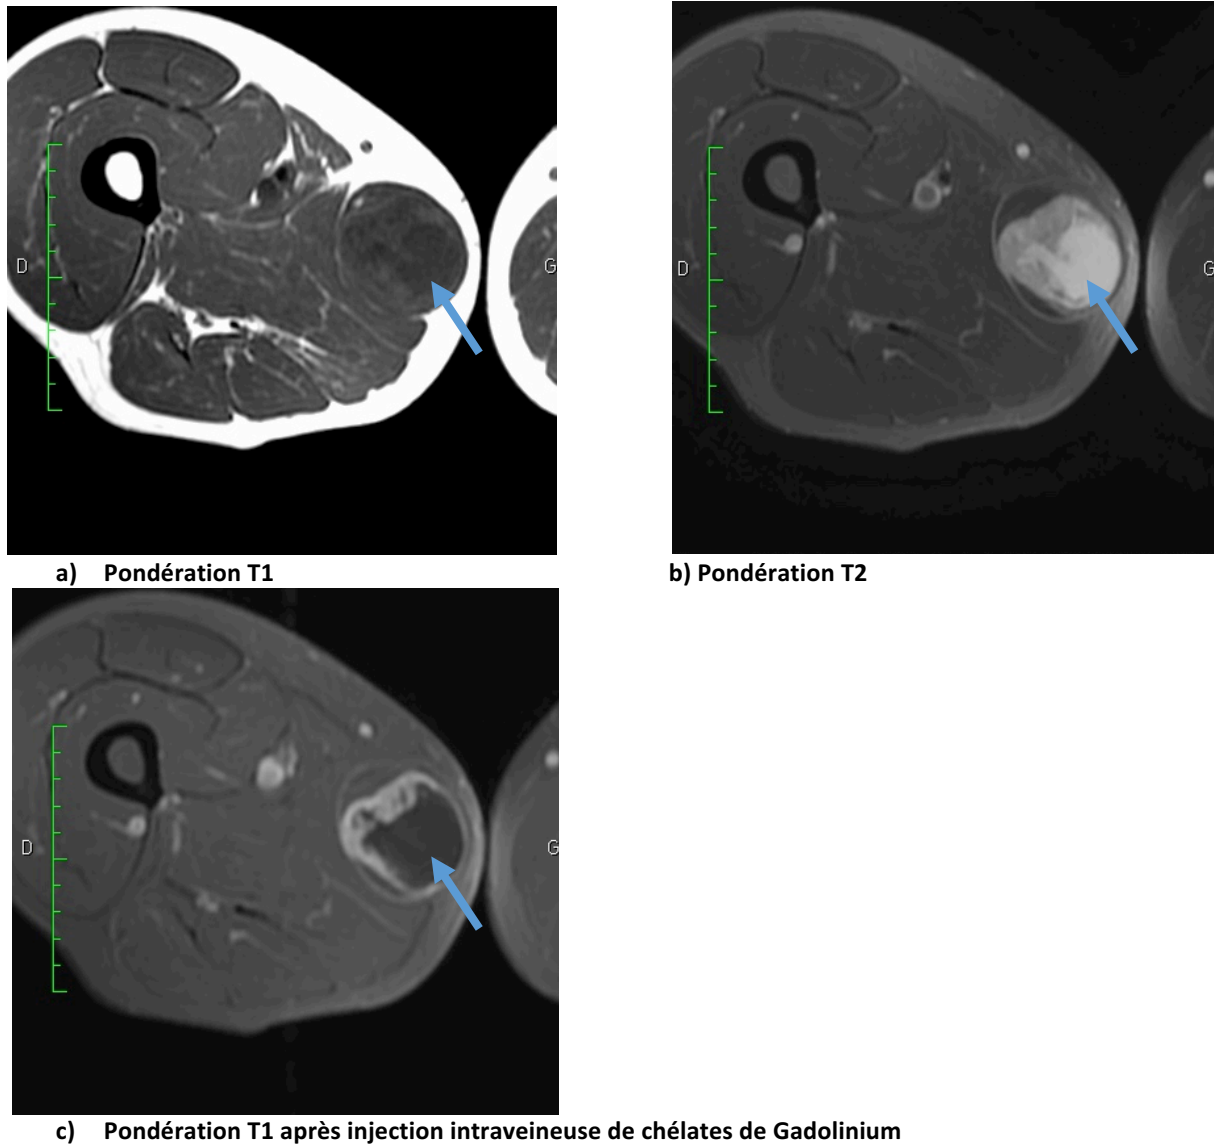 D
G
D
G
a) Pondération T1
b) Pondération T2
D
G
c) Pondération T1 après injection intraveineuse de chélates de Gadolinium